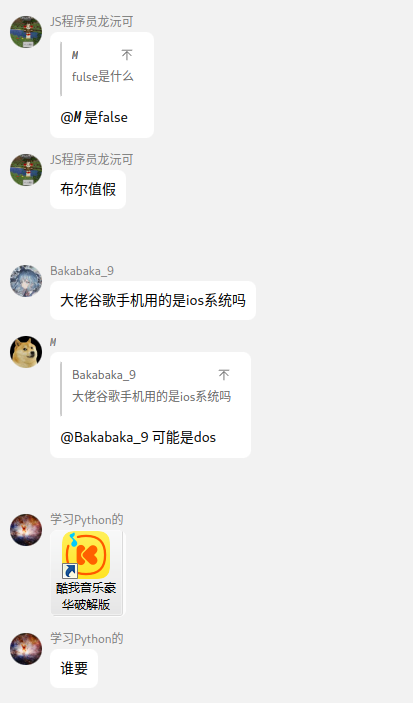 JS程序员龙沅可
M 不
fulse是什么
@M 是false
JS程序员龙沅可
布尔值假
Bakabaka_9
大佬谷歌手机用的是ios系统吗
M
Bakabaka_9 不
大佬谷歌手机用的是ios系统吗
@Bakabaka_9 可能是dos
学习Python的
酷我音乐豪
华破解版
学习Python的
谁要